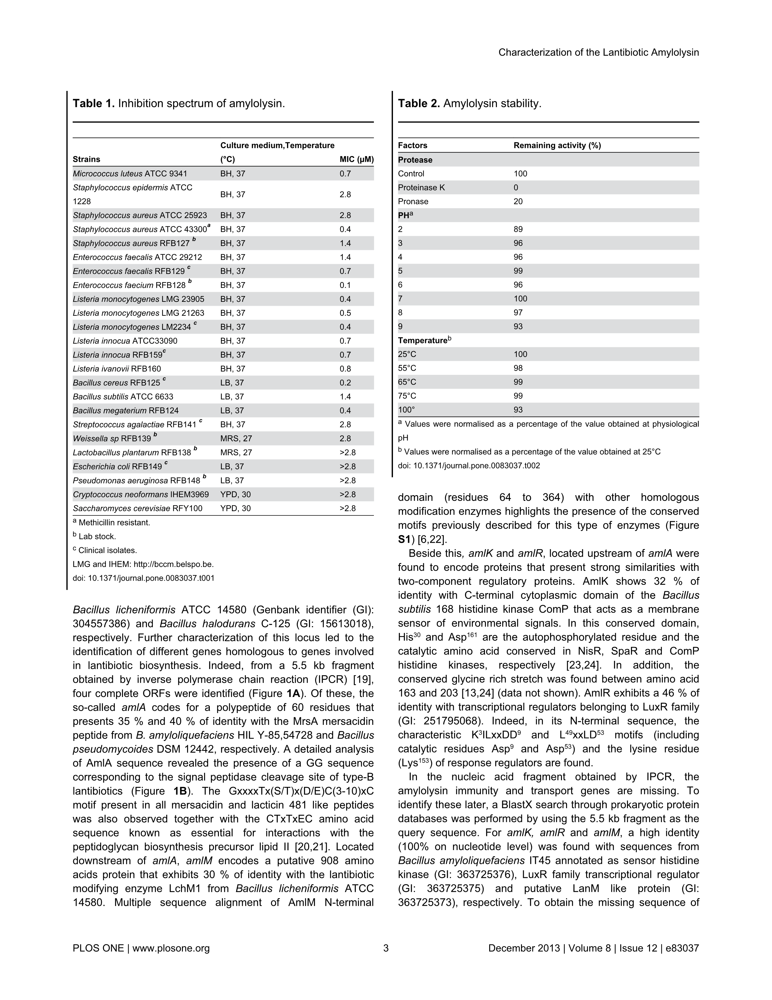 Characterization of the Lantibiotic Amylolysin
Table 1. Inhibition spectrum of amylolysin.
Culture medium,Temperature
Strains (°C) MIC (µM)
Micrococcus luteus ATCC 9341 BH, 37 0.7
Staphylococcus epidermis ATCC
1228 BH, 37 2.8
Staphylococcus aureus ATCC 25923 BH, 37 2.8
Staphylococcus aureus ATCC 43300a BH, 37 0.4
Staphylococcus aureus RFB127 b BH, 37 1.4
Enterococcus faecalis ATCC 29212 BH, 37 1.4
Enterococcus faecalis RFB129 c BH, 37 0.7
Enterococcus faecium RFB128 b BH, 37 0.1
Listeria monocytogenes LMG 23905 BH, 37 0.4
Listeria monocytogenes LMG 21263 BH, 37 0.5
Listeria monocytogenes LM2234 c BH, 37 0.4
Listeria innocua ATCC33090 BH, 37 0.7
Listeria innocua RFB159c BH, 37 0.7
Listeria ivanovii RFB160 BH, 37 0.8
Bacillus cereus RFB125 c LB, 37 0.2
Bacillus subtilis ATCC 6633 LB, 37 1.4
Bacillus megaterium RFB124 LB, 37 0.4
Streptococcus agalactiae RFB141 c BH, 37 2.8
Weissella sp RFB139 b MRS, 27 2.8
Lactobacillus plantarum RFB138 b MRS, 27 >2.8
Escherichia coli RFB149 c LB, 37 >2.8
Pseudomonas aeruginosa RFB148 b LB, 37 >2.8
Cryptococcus neoformans IHEM3969 YPD, 30 >2.8
Saccharomyces cerevisiae RFY100 YPD, 30 >2.8
a Methicillin resistant.
b Lab stock.
c Clinical isolates.
LMG and IHEM: http://bccm.belspo.be.
doi: 10.1371/journal.pone.0083037.t001
Bacillus licheniformis ATCC 14580 (Genbank identifier (GI):
304557386) and Bacillus halodurans C-125 (GI: 15613018),
respectively. Further characterization of this locus led to the
identification of different genes homologous to genes involved
in lantibiotic biosynthesis. Indeed, from a 5.5 kb fragment
obtained by inverse polymerase chain reaction (IPCR) [19],
four complete ORFs were identified (Figure 1A). Of these, the
so-called amlA codes for a polypeptide of 60 residues that
presents 35 % and 40 % of identity with the MrsA mersacidin
peptide from B. amyloliquefaciens HIL Y-85,54728 and Bacillus
pseudomycoides DSM 12442, respectively. A detailed analysis
of AmlA sequence revealed the presence of a GG sequence
corresponding to the signal peptidase cleavage site of type-B
lantibiotics (Figure 1B). The GxxxxTx(S/T)x(D/E)C(3-10)xC
motif present in all mersacidin and lacticin 481 like peptides
was also observed together with the CTxTxEC amino acid
sequence known as essential for interactions with the
peptidoglycan biosynthesis precursor lipid II [20,21]. Located
downstream of amlA, amlM encodes a putative 908 amino
acids protein that exhibits 30 % of identity with the lantibiotic
modifying enzyme LchM1 from Bacillus licheniformis ATCC
14580. Multiple sequence alignment of AmlM N-terminal
Table 2. Amylolysin stability.
Factors Remaining activity (%)
Protease
Control 100
Proteinase K 0
Pronase 20
PHa
2 89
3 96
4 96
5 99
6 96
7 100
8 97
9 93
Temperatureb
25°C 100
55°C 98
65°C 99
75°C 99
100° 93
a Values were normalised as a percentage of the value obtained at physiological
pH
b Values were normalised as a percentage of the value obtained at 25°C
doi: 10.1371/journal.pone.0083037.t002
domain (residues 64 to 364) with other homologous
modification enzymes highlights the presence of the conserved
motifs previously described for this type of enzymes (Figure
S1) [6,22].
Beside this, amlK and amlR, located upstream of amlA were
found to encode proteins that present strong similarities with
two-component regulatory proteins. AmlK shows 32 % of
identity with C-terminal cytoplasmic domain of the Bacillus
subtilis 168 histidine kinase ComP that acts as a membrane
sensor of environmental signals. In this conserved domain,
His30 and Asp161 are the autophosphorylated residue and the
catalytic amino acid conserved in NisR, SpaR and ComP
histidine kinases, respectively [23,24]. In addition, the
conserved glycine rich stretch was found between amino acid
163 and 203 [13,24] (data not shown). AmlR exhibits a 46 % of
identity with transcriptional regulators belonging to LuxR family
(GI: 251795068). Indeed, in its N-terminal sequence, the
characteristic K3ILxxDD9 and L49xxLD53 motifs (including
catalytic residues Asp9 and Asp53) and the lysine residue
(Lys153) of response regulators are found.
In the nucleic acid fragment obtained by IPCR, the
amylolysin immunity and transport genes are missing. To
identify these later, a BlastX search through prokaryotic protein
databases was performed by using the 5.5 kb fragment as the
query sequence. For amlK, amlR and amlM, a high identity
(100% on nucleotide level) was found with sequences from
Bacillus amyloliquefaciens IT45 annotated as sensor histidine
kinase (GI: 363725376), LuxR family transcriptional regulator
(GI: 363725375) and putative LanM like protein (GI:
363725373), respectively. To obtain the missing sequence of
PLOS ONE | www.plosone.org 3 December 2013 | Volume 8 | Issue 12 | e83037